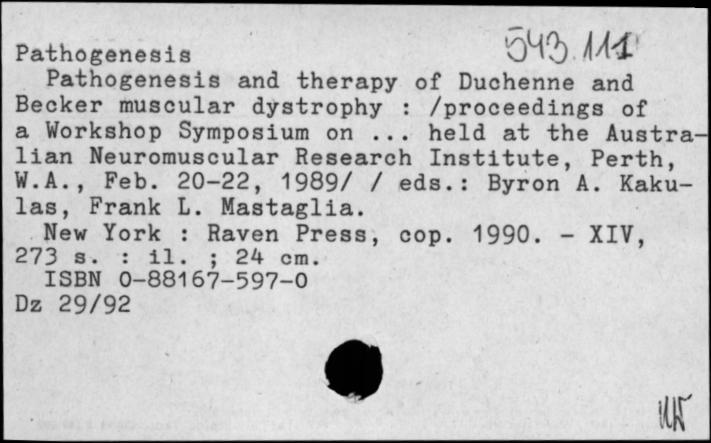 543.111
Pathogenesis
Pathogenesis and therapy of Duchenne and
Becker muscular dystrophy : /proceedings of
a Workshop Symposium on ... held at the Austra-
lian Neuromuscular Research Institute, Perth,
W.A., Feb. 20-22, 1989/ / eds.: Byron A. Kaku-
las, Frank L. Mastaglia.
New York : Raven Press, cop. 1990. - XIV,
273 s. : il. ; 24 cm.
ISBN 0-88167-597-0
Dz 29/92